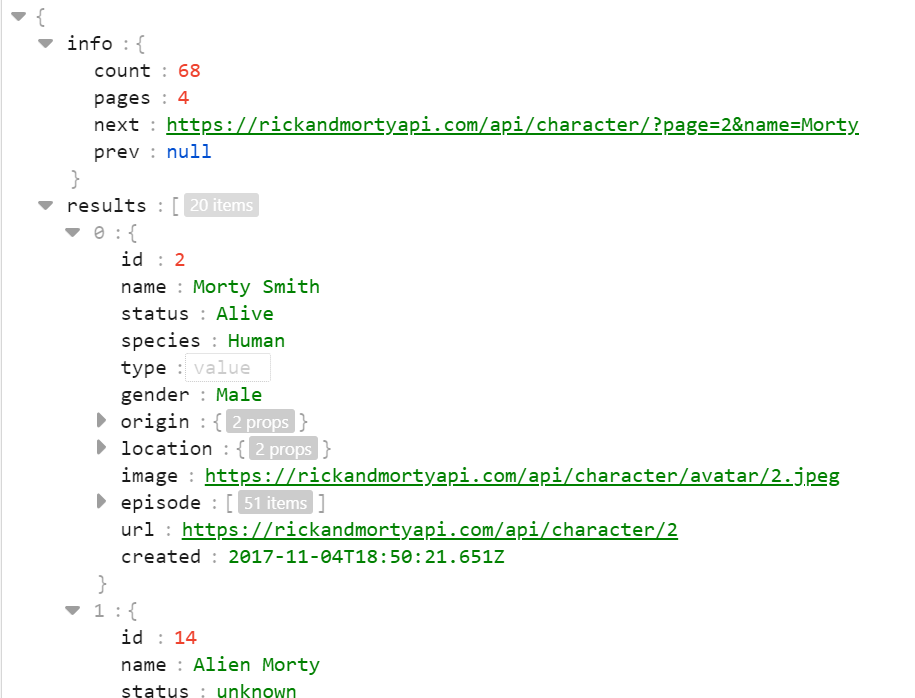 {
info : {
count : 68
pages : 4
next : https://rickandmortyapi.com/api/character/?page=2&name=Morty
prev : null
}
results : [ 20 items
0 : {
id : 2
name : Morty Smith
status : Alive
species : Human
type : value
gender : Male
origin : { 2 props }
location : { 2 props }
image : https://rickandmortyapi.com/api/character/avatar/2.jpeg
episode : [ 51 items ]
url : https://rickandmortyapi.com/api/character/2
created : 2017-11-04T18:50:21.651Z
}
1 : {
id : 14
name : Alien Morty
status : unknown